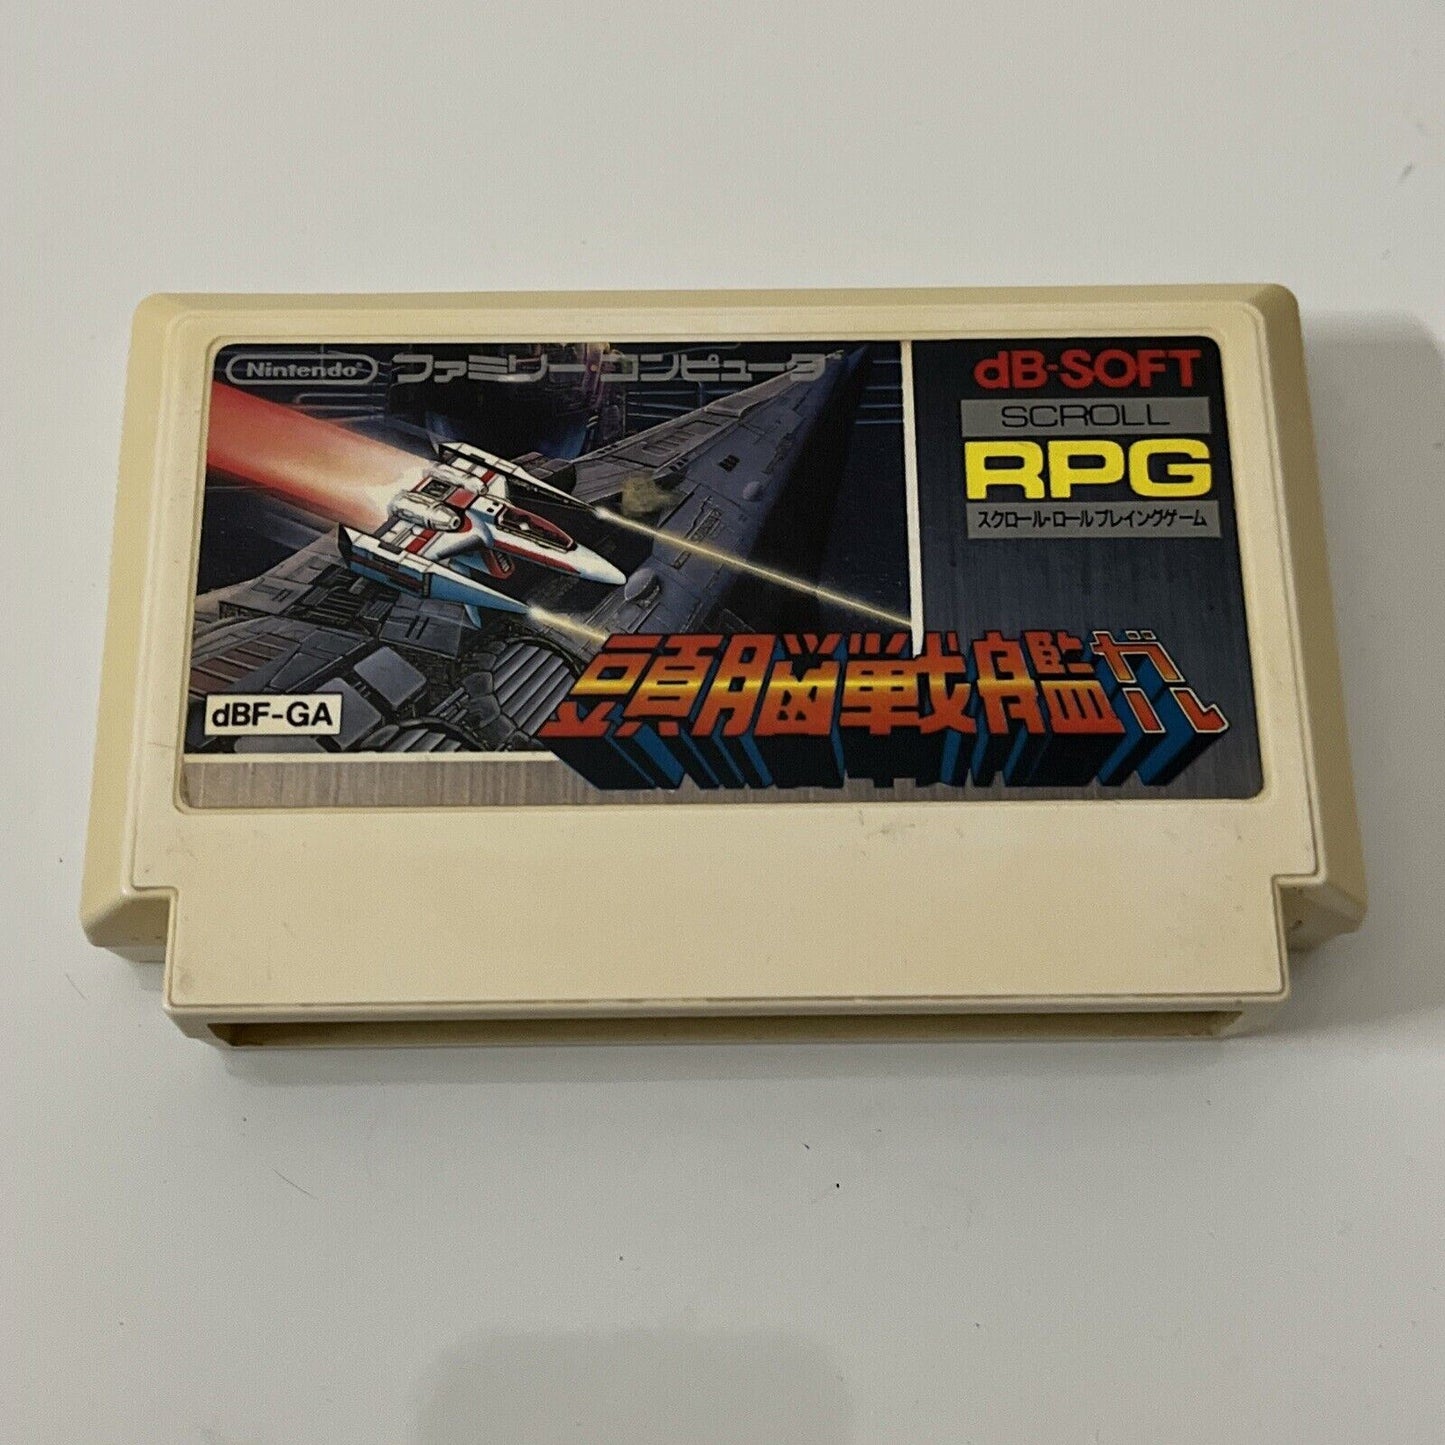 Nintendo® ファミリーコンピュータ™
dB-SOFT
SCROLL
RPG
スクロール・ロールプレイングゲーム
頭脳戦艦ガル
dBF-GA